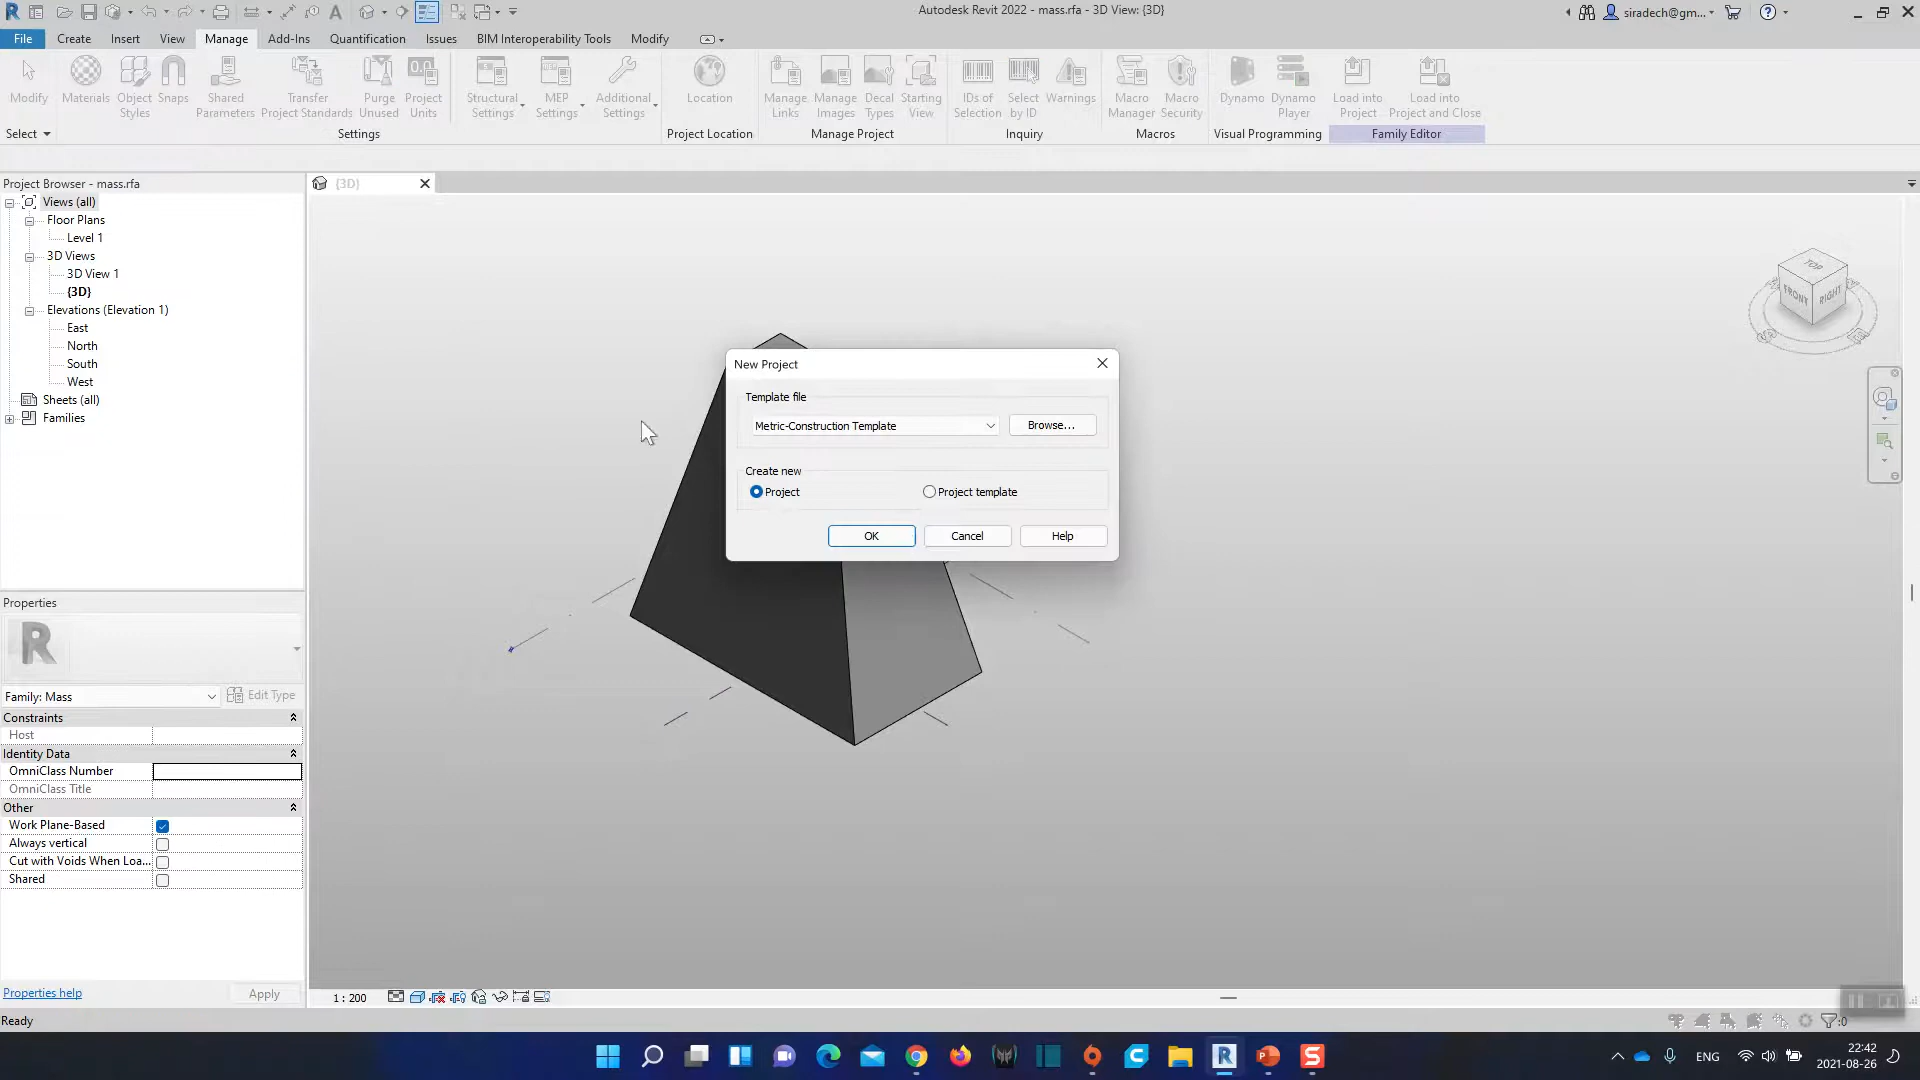 Autodesk Revit 2022 - mass.rfa - 3D View: {3D}
siradech@gm...
File Create Insert View Manage Add-Ins Quantification Issues BIM Interoperability Tools Modify
Modify
Materials
Object Styles
Snaps
Shared Parameters
Transfer Project Standards
Purge Unused
Project Units
Structural Settings
MEP Settings
Additional Settings
Location
Manage Links
Manage Images
Decal Types
Starting View
IDs of Selection
Select by ID
Warnings
Macro Manager
Macro Security
Dynamo
Dynamo Player
Load into Project
Load into Project and Close
Select Settings Project Location Manage Project Inquiry Macros Visual Programming Family Editor
Project Browser - mass.rfa
{3D}
Views (all)
Floor Plans
Level 1
3D Views
3D View 1
{3D}
Elevations (Elevation 1)
East
North
South
West
Sheets (all)
Families
TOP
FRONT
RIGHT
New Project
Template file
Metric-Construction Template
Browse...
Create new
Project
Project template
OK
Cancel
Help
Properties
Family: Mass
Edit Type
Constraints
Host
Identity Data
OmniClass Number
OmniClass Title
Other
Work Plane-Based
Always vertical
Cut with Voids When Loa...
Shared
Properties help
Apply
1 : 200
Ready
:0
ENG
22:42
2021-08-26